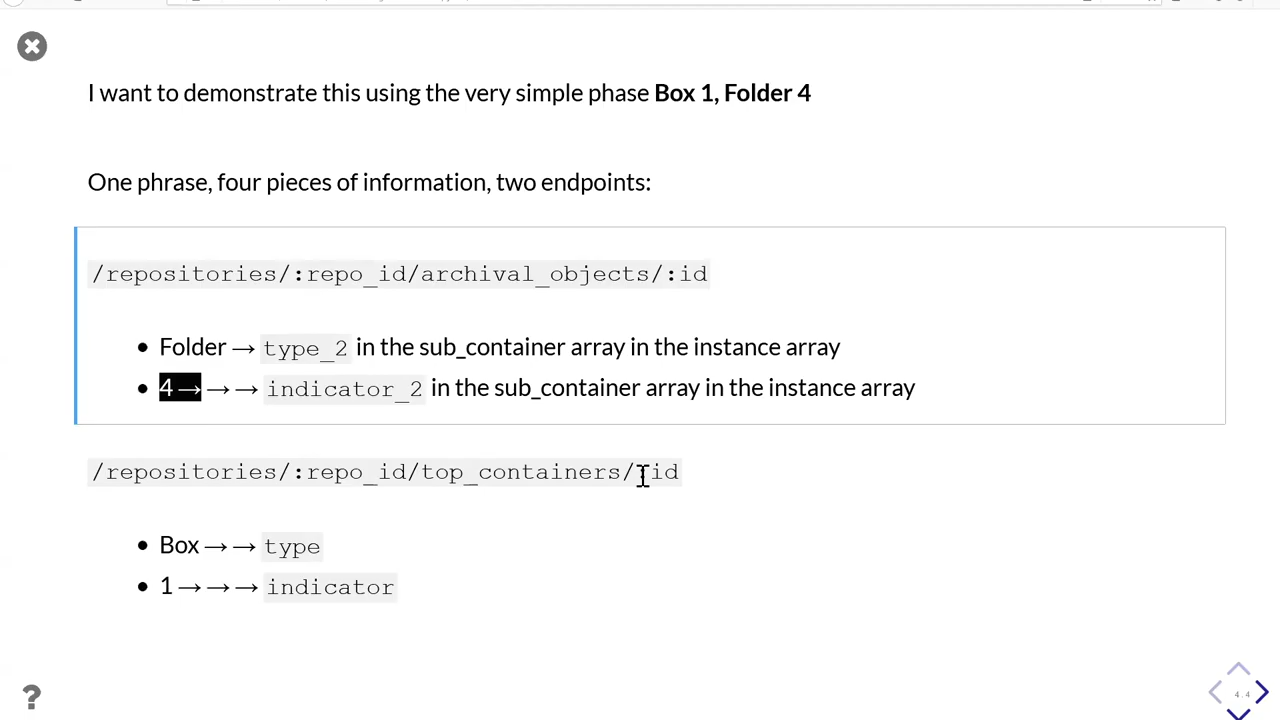 I want to demonstrate this using the very simple phase Box 1, Folder 4
One phrase, four pieces of information, two endpoints:
/repositories/:repo_id/archival_objects/:id
• Folder → type_2 in the sub_container array in the instance array
• 4 → → → indicator_2 in the sub_container array in the instance array
/repositories/:repo_id/top_containers/:id
• Box → → type
• 1 → → → indicator
?
4.4